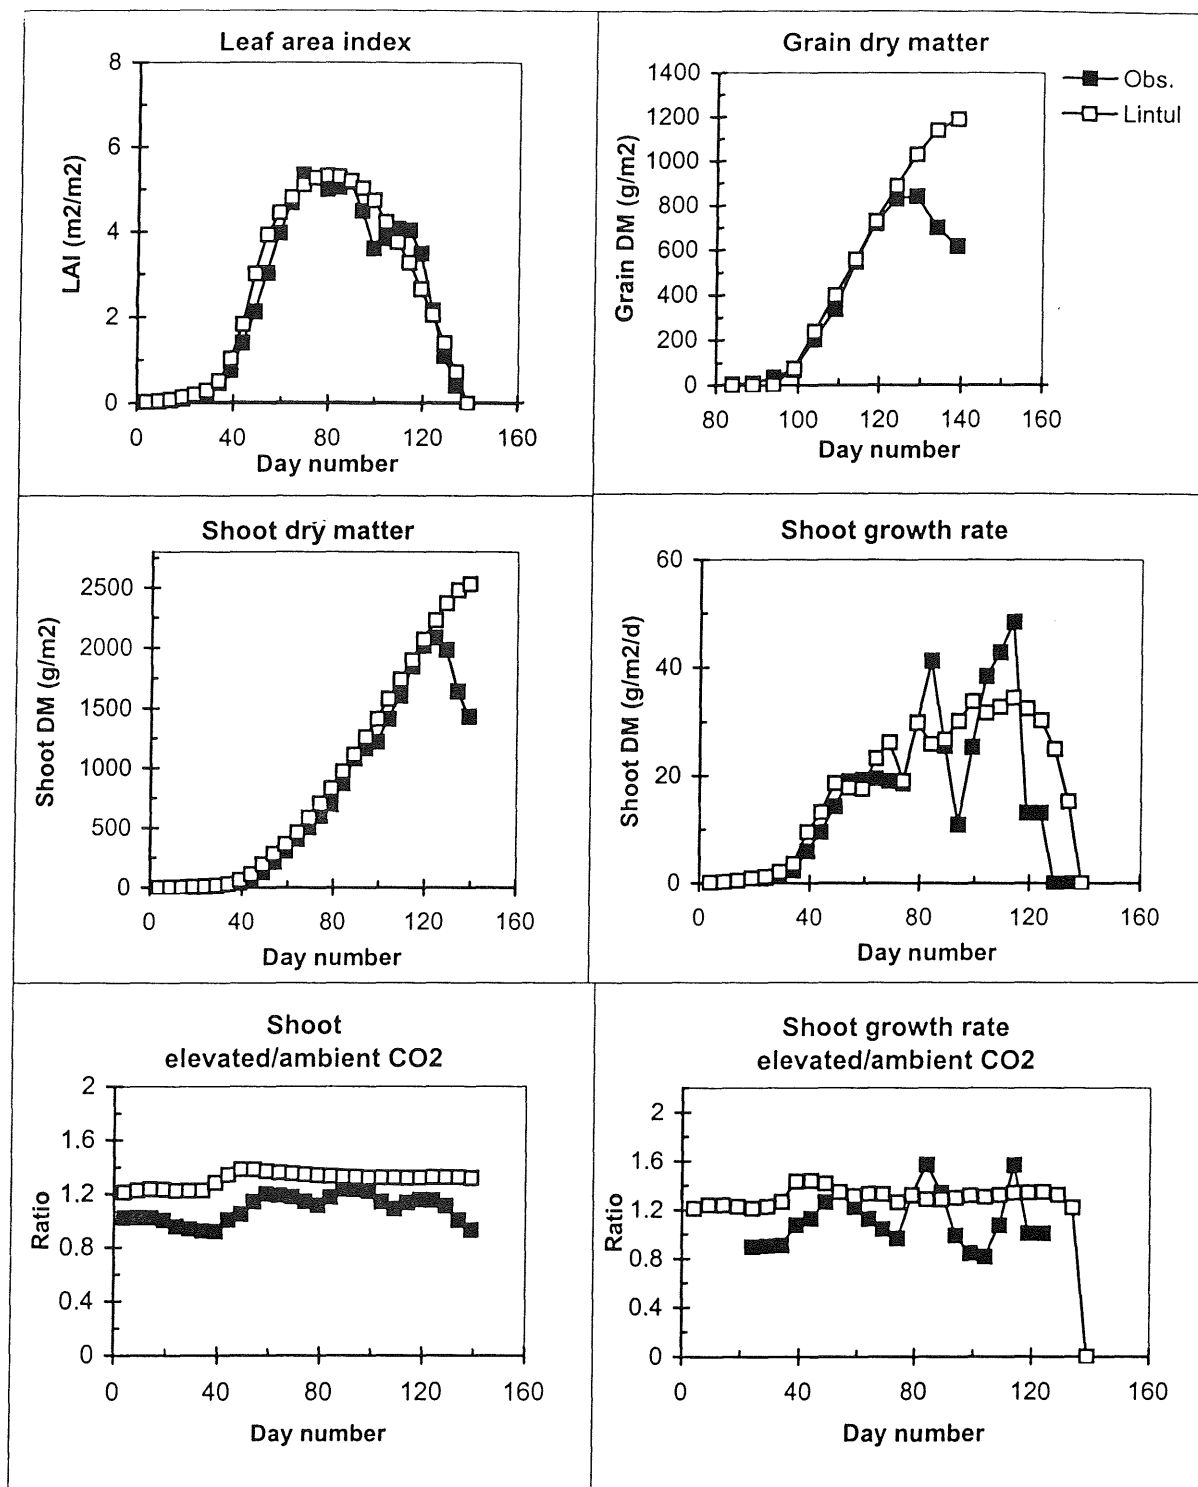 Leaf area index
8
6
4
2
0
LAI (m2/m2)
0 40 80 120 160
Day number
Grain dry matter
1400
1200
1000
800
600
400
200
0
Grain DM (g/m2)
80 100 120 140 160
Day number
Obs.
Lintul
Shoot dry matter
2500
2000
1500
1000
500
0
Shoot DM (g/m2)
0 40 80 120 160
Day number
Shoot growth rate
60
40
20
0
Shoot DM (g/m2/d)
0 40 80 120 160
Day number
Shoot
elevated/ambient CO2
2
1.6
1.2
0.8
0.4
0
Ratio
0 40 80 120 160
Day number
Shoot growth rate
elevated/ambient CO2
2
1.6
1.2
0.8
0.4
0
Ratio
0 40 80 120 160
Day number